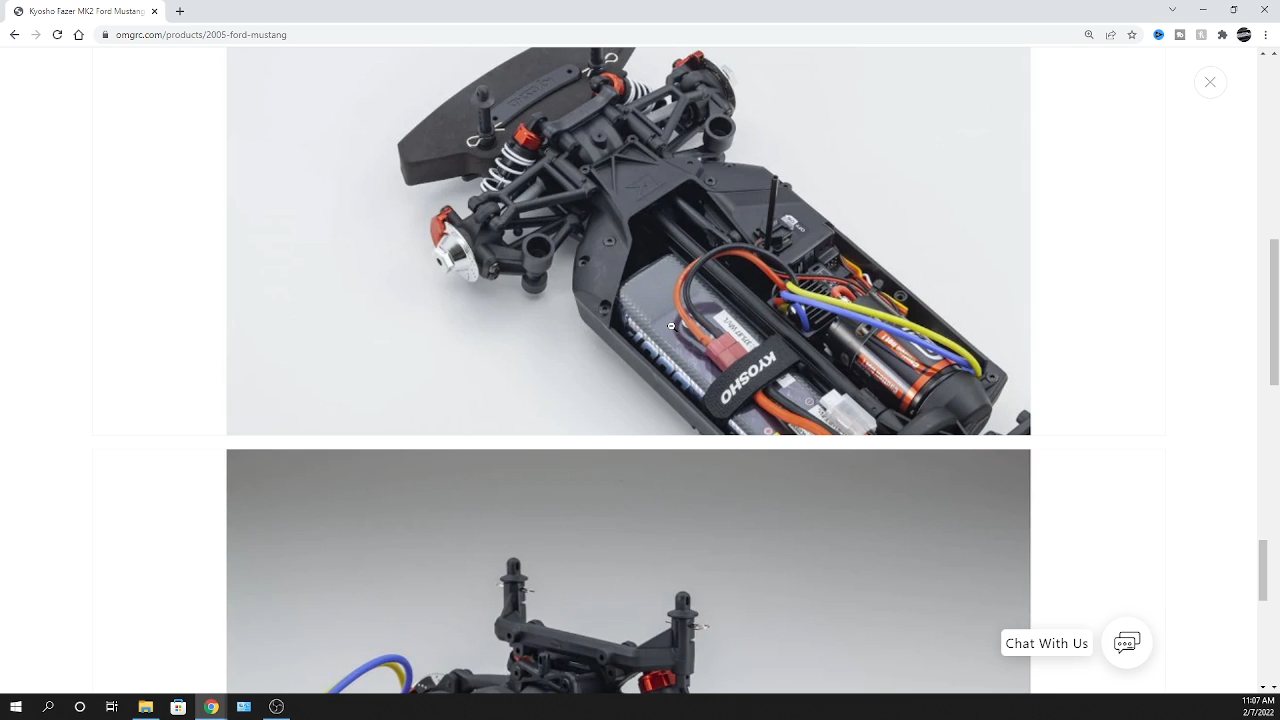 Kyosho Fazer MK2 Ford Mustang
omgrc.com/products/2005-ford-mustang
KYOSHO
Chat With Us
11:07 AM
2/7/2022